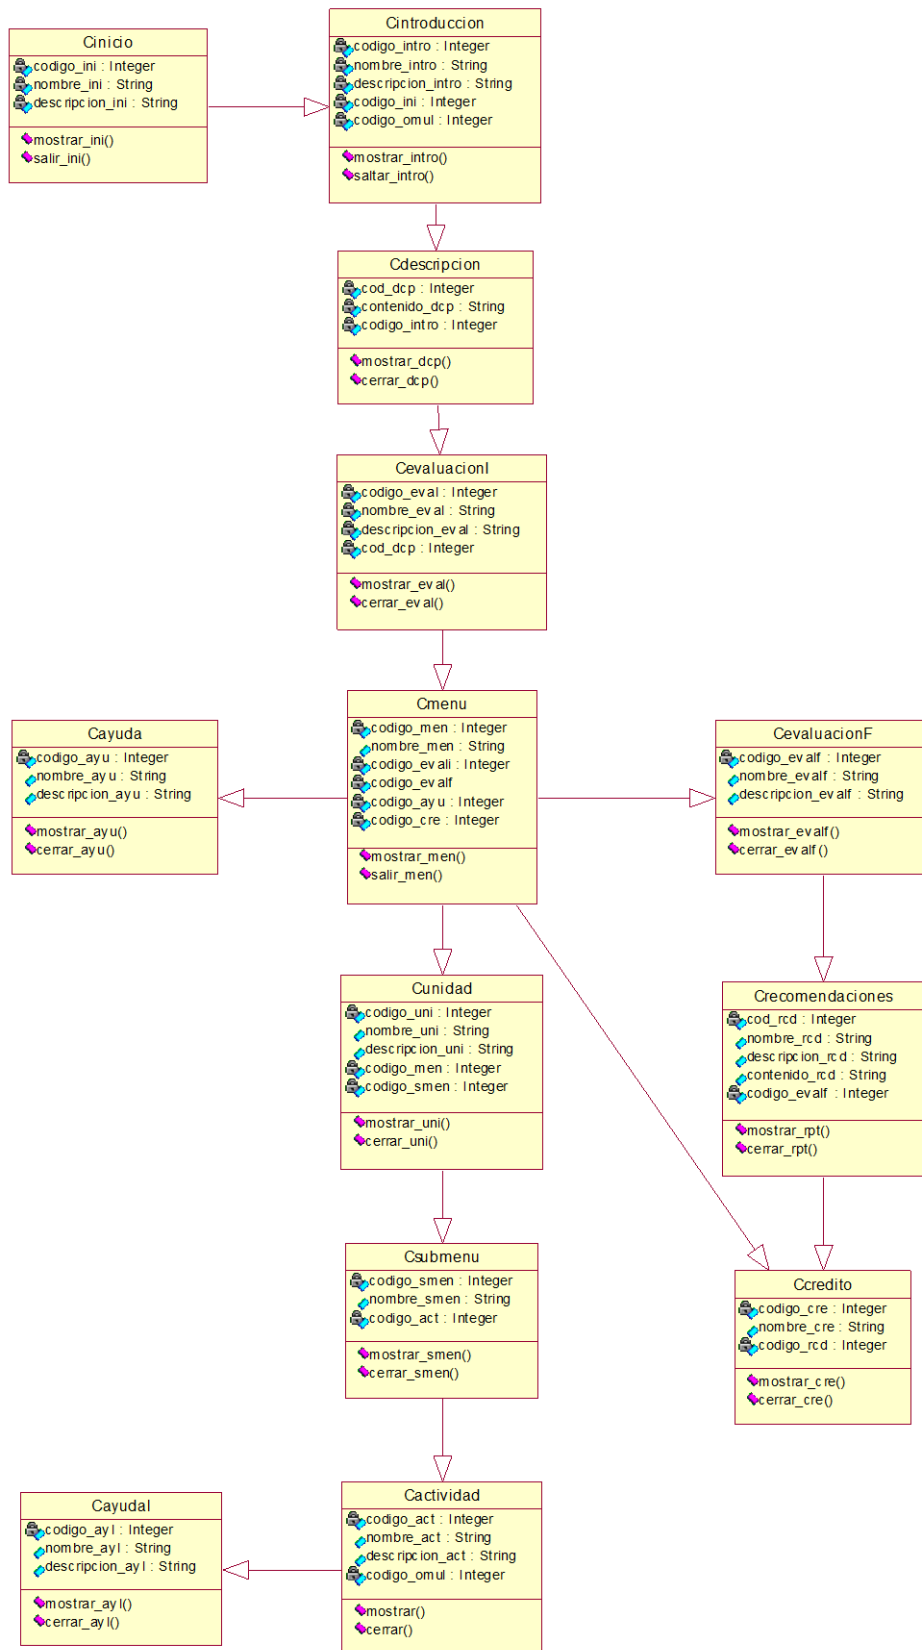 Cinicio
codigo_ini : Integer
nombre_ini : String
descripcion_ini : String
mostrar_ini()
salir_ini()
Cintroduccion
codigo_intro : Integer
nombre_intro : String
descripcion_intro : String
codigo_ini : Integer
codigo_omul : Integer
mostrar_intro()
saltar_intro()
Cdescripcion
cod_dcp : Integer
contenido_dcp : String
codigo_intro : Integer
mostrar_dcp()
cerrar_dcp()
CevaluacionI
codigo_eval : Integer
nombre_eval : String
descripcion_eval : String
cod_dcp : Integer
mostrar_eval()
cerrar_eval()
Cayuda
codigo_ayu : Integer
nombre_ayu : String
descripcion_ayu : String
mostrar_ayu()
cerrar_ayu()
Cmenu
codigo_men : Integer
nombre_men : String
codigo_evali : Integer
codigo_evalf
codigo_ayu : Integer
codigo_cre : Integer
mostrar_men()
salir_men()
CevaluacionF
codigo_evalf : Integer
nombre_evalf : String
descripcion_evalf : String
mostrar_evalf()
cerrar_evalf()
Cunidad
codigo_uni : Integer
nombre_uni : String
descripcion_uni : String
codigo_men : Integer
codigo_smen : Integer
mostrar_uni()
cerrar_uni()
Crecomendaciones
cod_rcd : Integer
nombre_rcd : String
descripcion_rcd : String
contenido_rcd : String
codigo_evalf : Integer
mostrar_rpt()
cerrar_rpt()
Csubmenu
codigo_smen : Integer
nombre_smen : String
codigo_act : Integer
mostrar_smen()
cerrar_smen()
Ccredito
codigo_cre : Integer
nombre_cre : String
codigo_rcd : Integer
mostrar_cre()
cerrar_cre()
Cayudal
codigo_ayl : Integer
nombre_ayl : String
descripcion_ayl : String
mostrar_ayl()
cerrar_ayl()
Cactividad
codigo_act : Integer
nombre_act : String
descripcion_act : String
codigo_omul : Integer
mostrar()
cerrar()